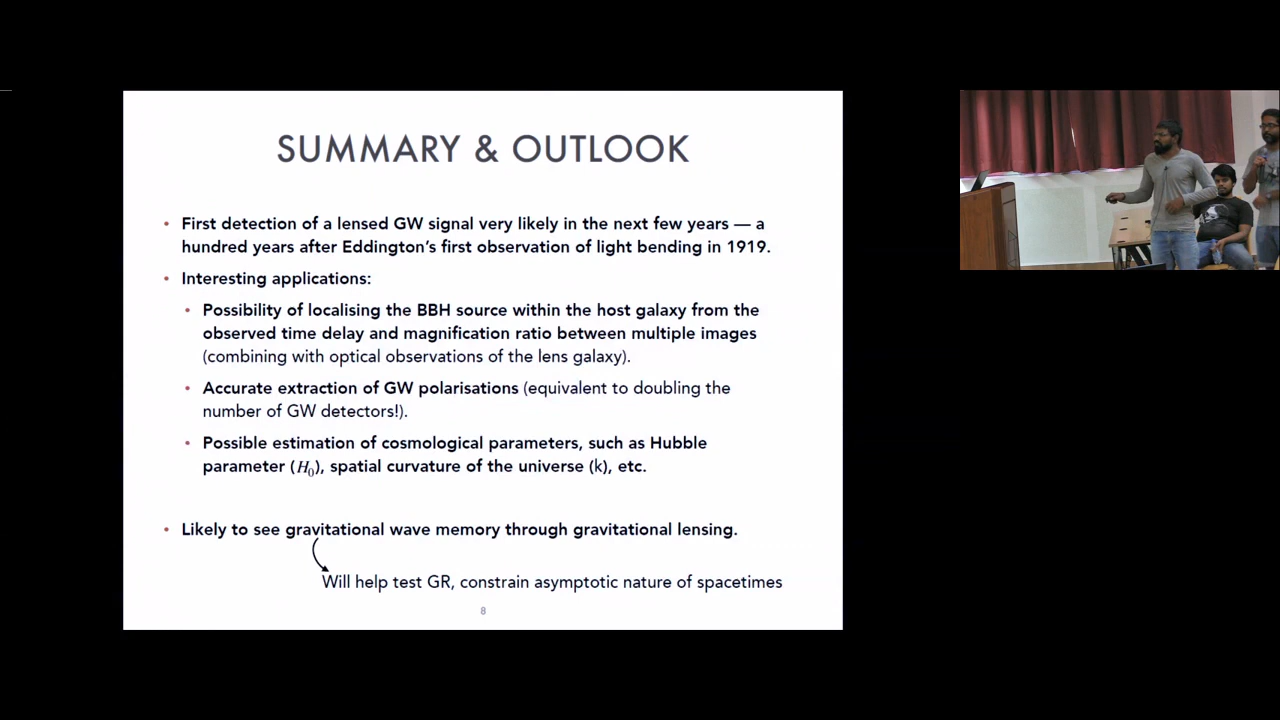 SUMMARY & OUTLOOK
• First detection of a lensed GW signal very likely in the next few years — a
hundred years after Eddington’s first observation of light bending in 1919.
• Interesting applications:
• Possibility of localising the BBH source within the host galaxy from the
observed time delay and magnification ratio between multiple images
(combining with optical observations of the lens galaxy).
• Accurate extraction of GW polarisations (equivalent to doubling the
number of GW detectors!).
• Possible estimation of cosmological parameters, such as Hubble
parameter (H₀), spatial curvature of the universe (k), etc.
• Likely to see gravitational wave memory through gravitational lensing.
Will help test GR, constrain asymptotic nature of spacetimes
8